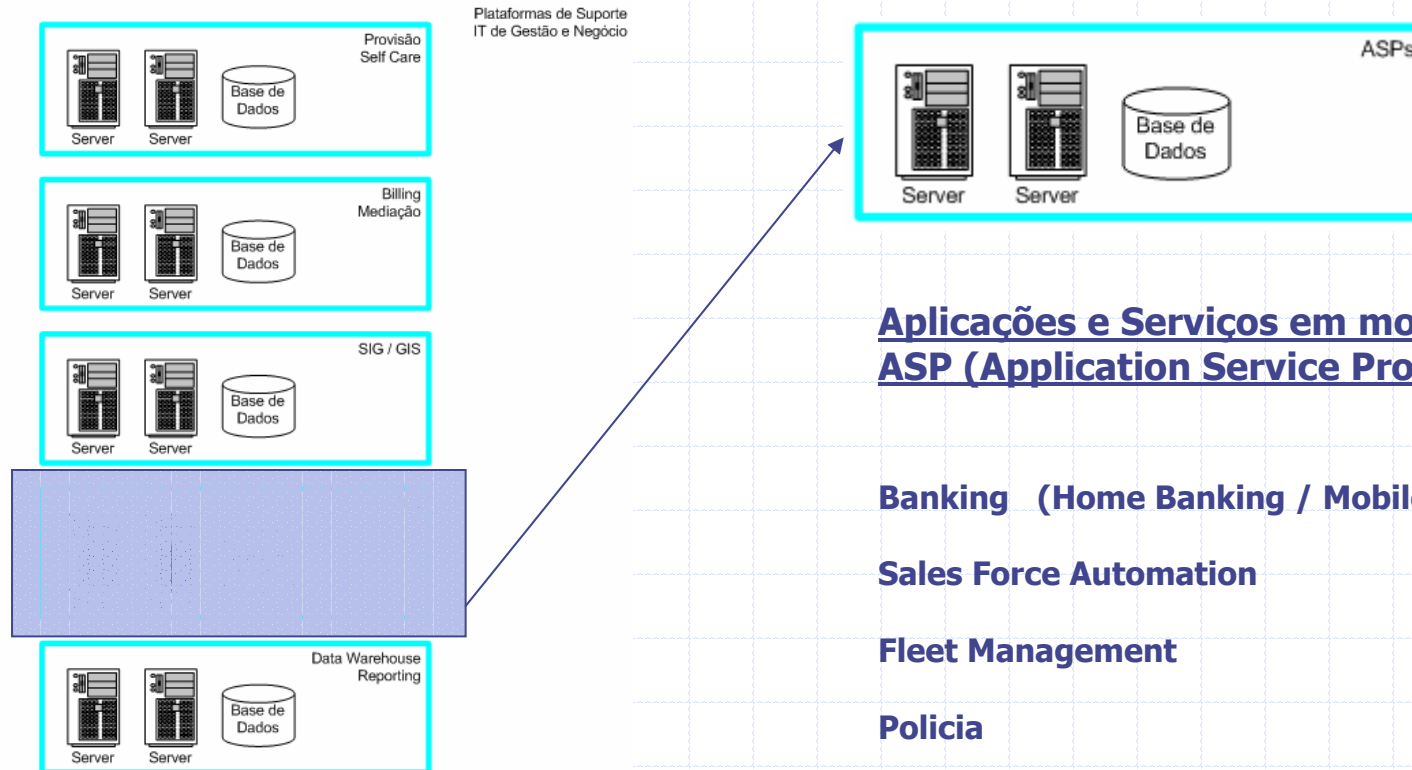 Plataformas de Suporte
IT de Gestão e Negócio
Provisão
Self Care
Base de
Dados
Server
Server
Billing
Mediação
Base de
Dados
Server
Server
SIG / GIS
Base de
Dados
Server
Server
Data Warehouse
Reporting
Base de
Dados
Server
Server
ASPs
Base de
Dados
Server
Server
Aplicações e Serviços em mo
ASP (Application Service Pro
Banking (Home Banking / Mobil
Sales Force Automation
Fleet Management
Policia